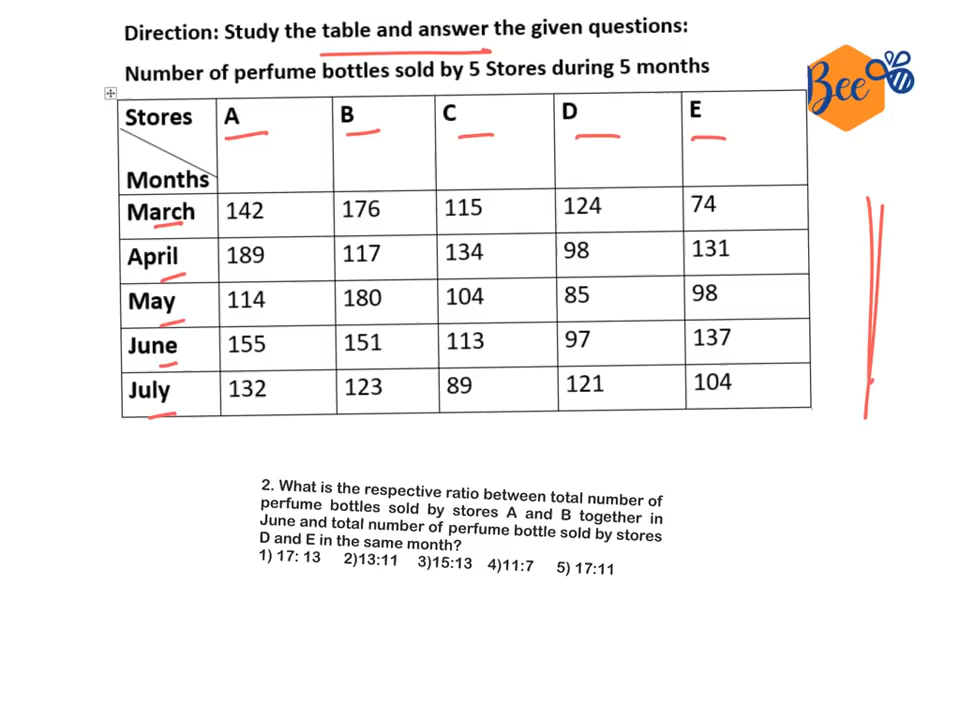 Direction: Study the table and answer the given questions:
Number of perfume bottles sold by 5 Stores during 5 months
Bee
Stores A B C D E
Months
March 142 176 115 124 74
April 189 117 134 98 131
May 114 180 104 85 98
June 155 151 113 97 137
July 132 123 89 121 104
2. What is the respective ratio between total number of
perfume bottles sold by stores A and B together in
June and total number of perfume bottle sold by stores
D and E in the same month?
1) 17: 13 2)13:11 3)15:13 4)11:7 5) 17:11